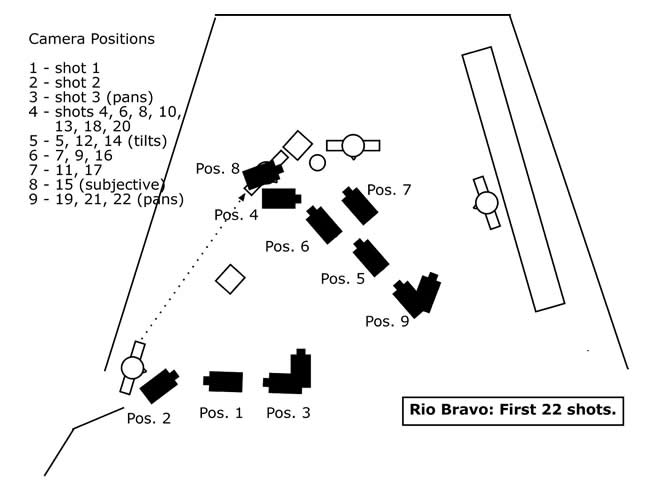 Camera Positions
1 - shot 1
2 - shot 2
3 - shot 3 (pans)
4 - shots 4, 6, 8, 10,
13, 18, 20
5 - 5, 12, 14 (tilts)
6 - 7, 9, 16
7 - 11, 17
8 - 15 (subjective)
9 - 19, 21, 22 (pans)
Pos. 8
Pos. 7
Pos. 4
Pos. 6
Pos. 5
Pos. 9
Pos. 2
Pos. 1
Pos. 3
Rio Bravo: First 22 shots.